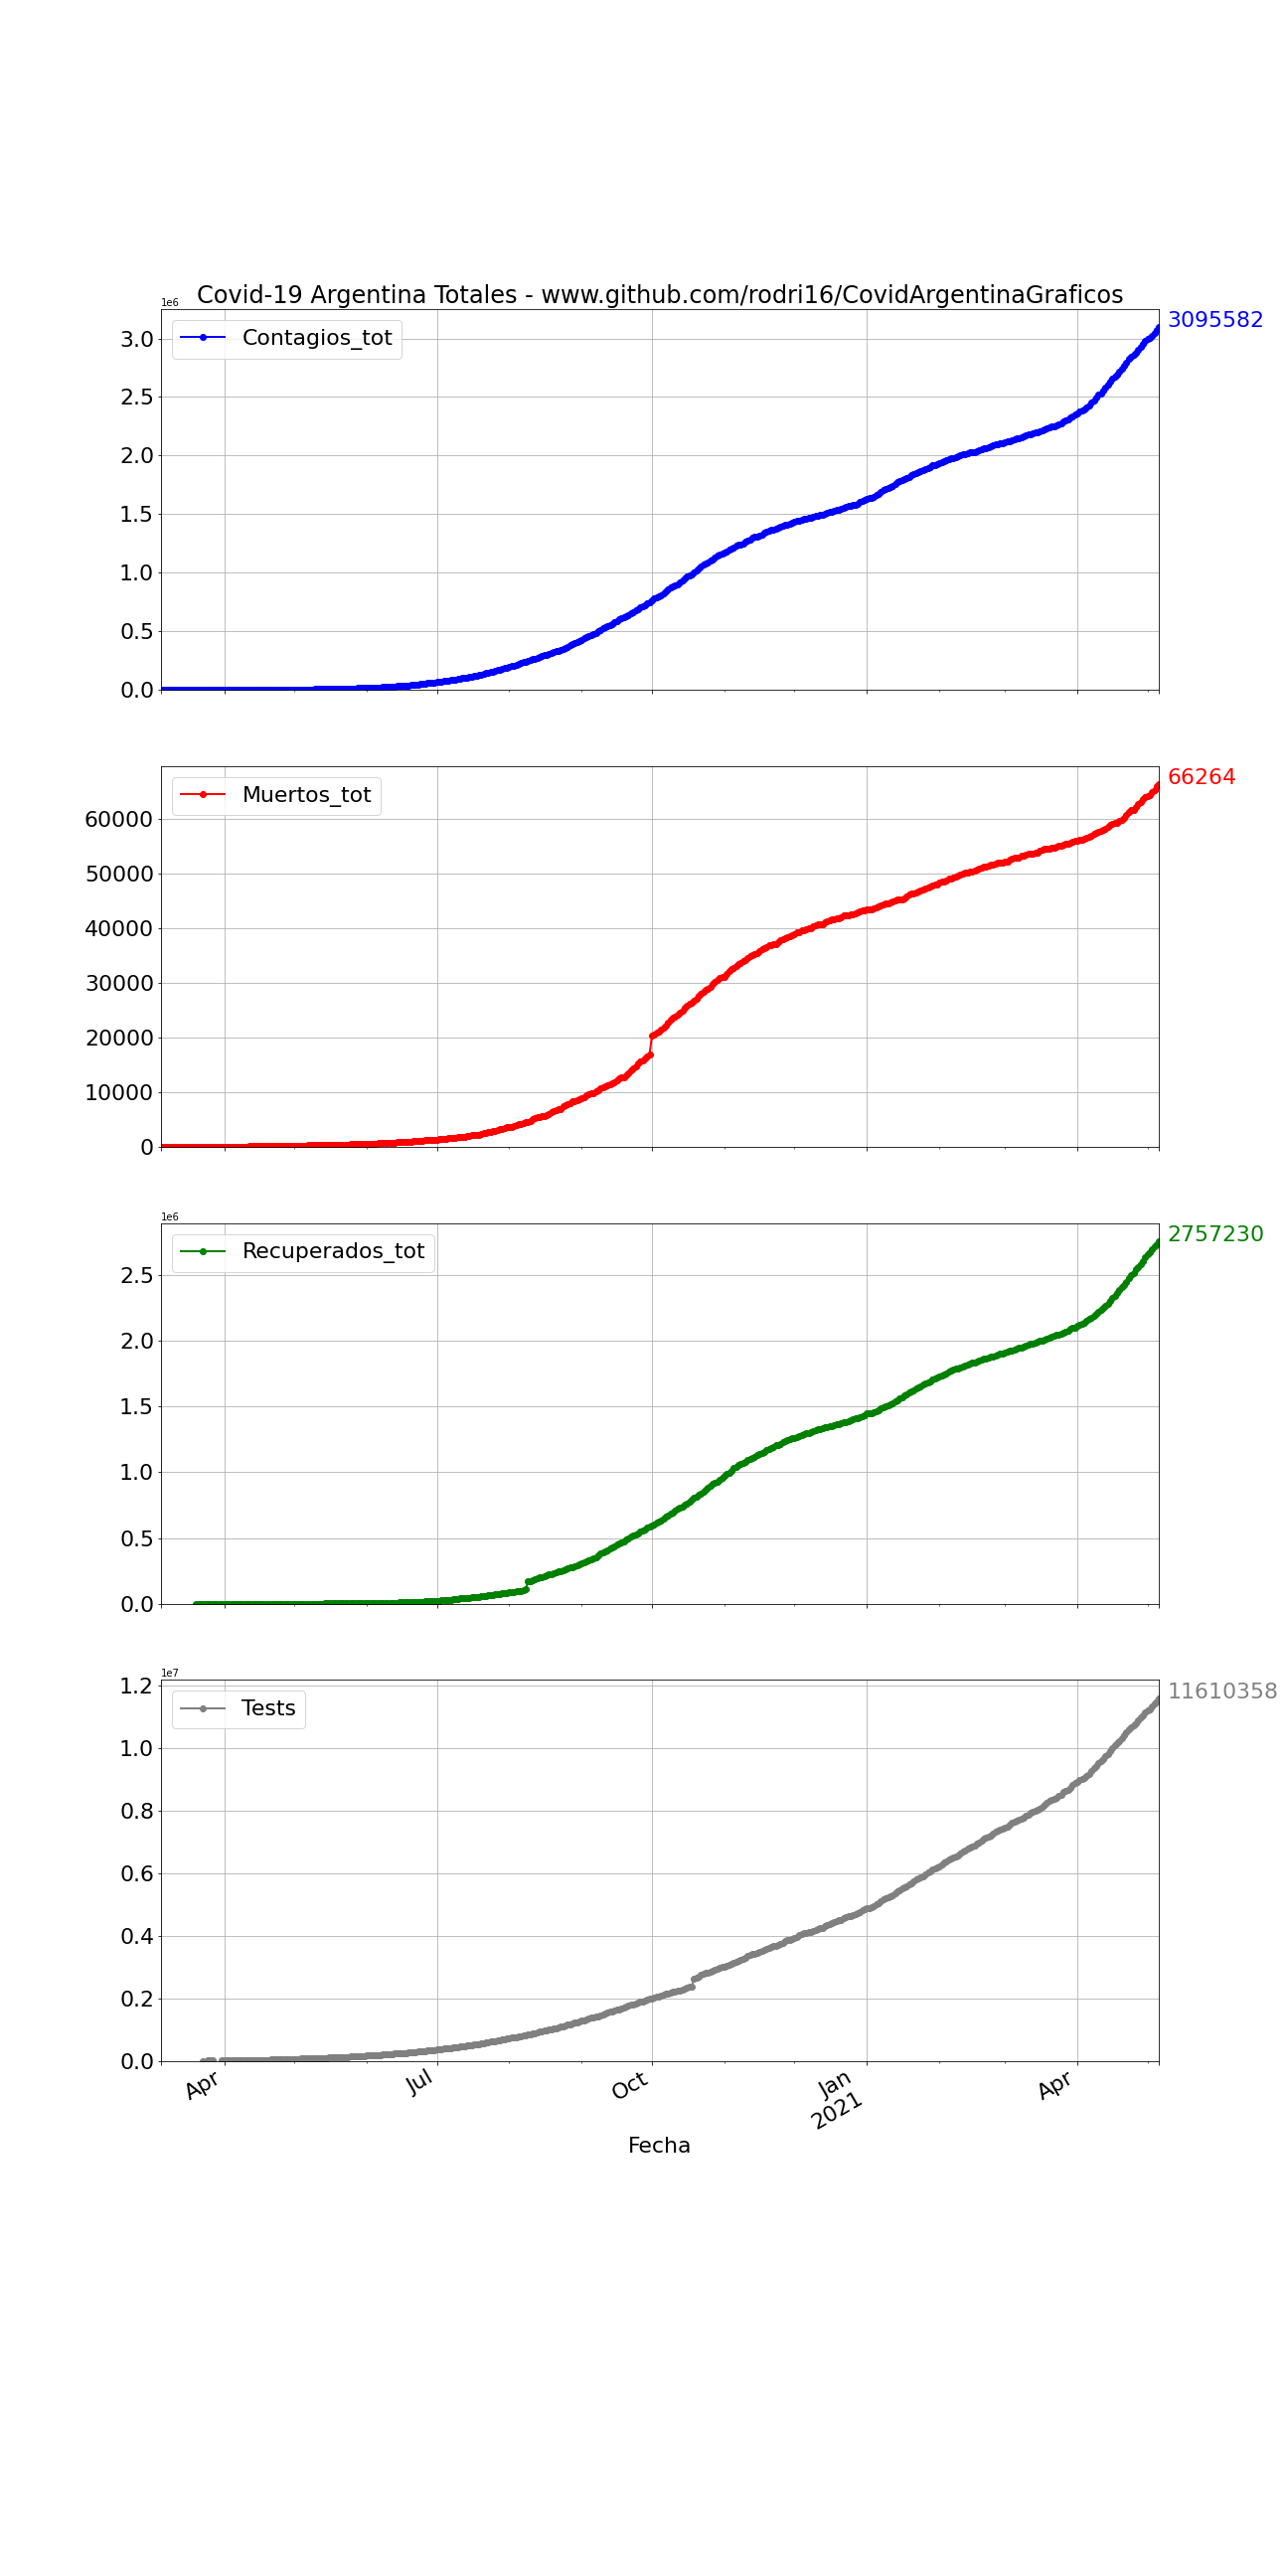 Covid-19 Argentina Totales - www.github.com/rodri16/CovidArgentinaGraficos
1e6
3.0
2.5
2.0
1.5
1.0
0.5
0.0
Contagios_tot
3095582
60000
50000
40000
30000
20000
10000
0
Muertos_tot
66264
1e6
2.5
2.0
1.5
1.0
0.5
0.0
Recuperados_tot
2757230
1e7
1.2
1.0
0.8
0.6
0.4
0.2
0.0
Tests
11610358
Apr
Jul
Oct
Jan
2021
Apr
Fecha